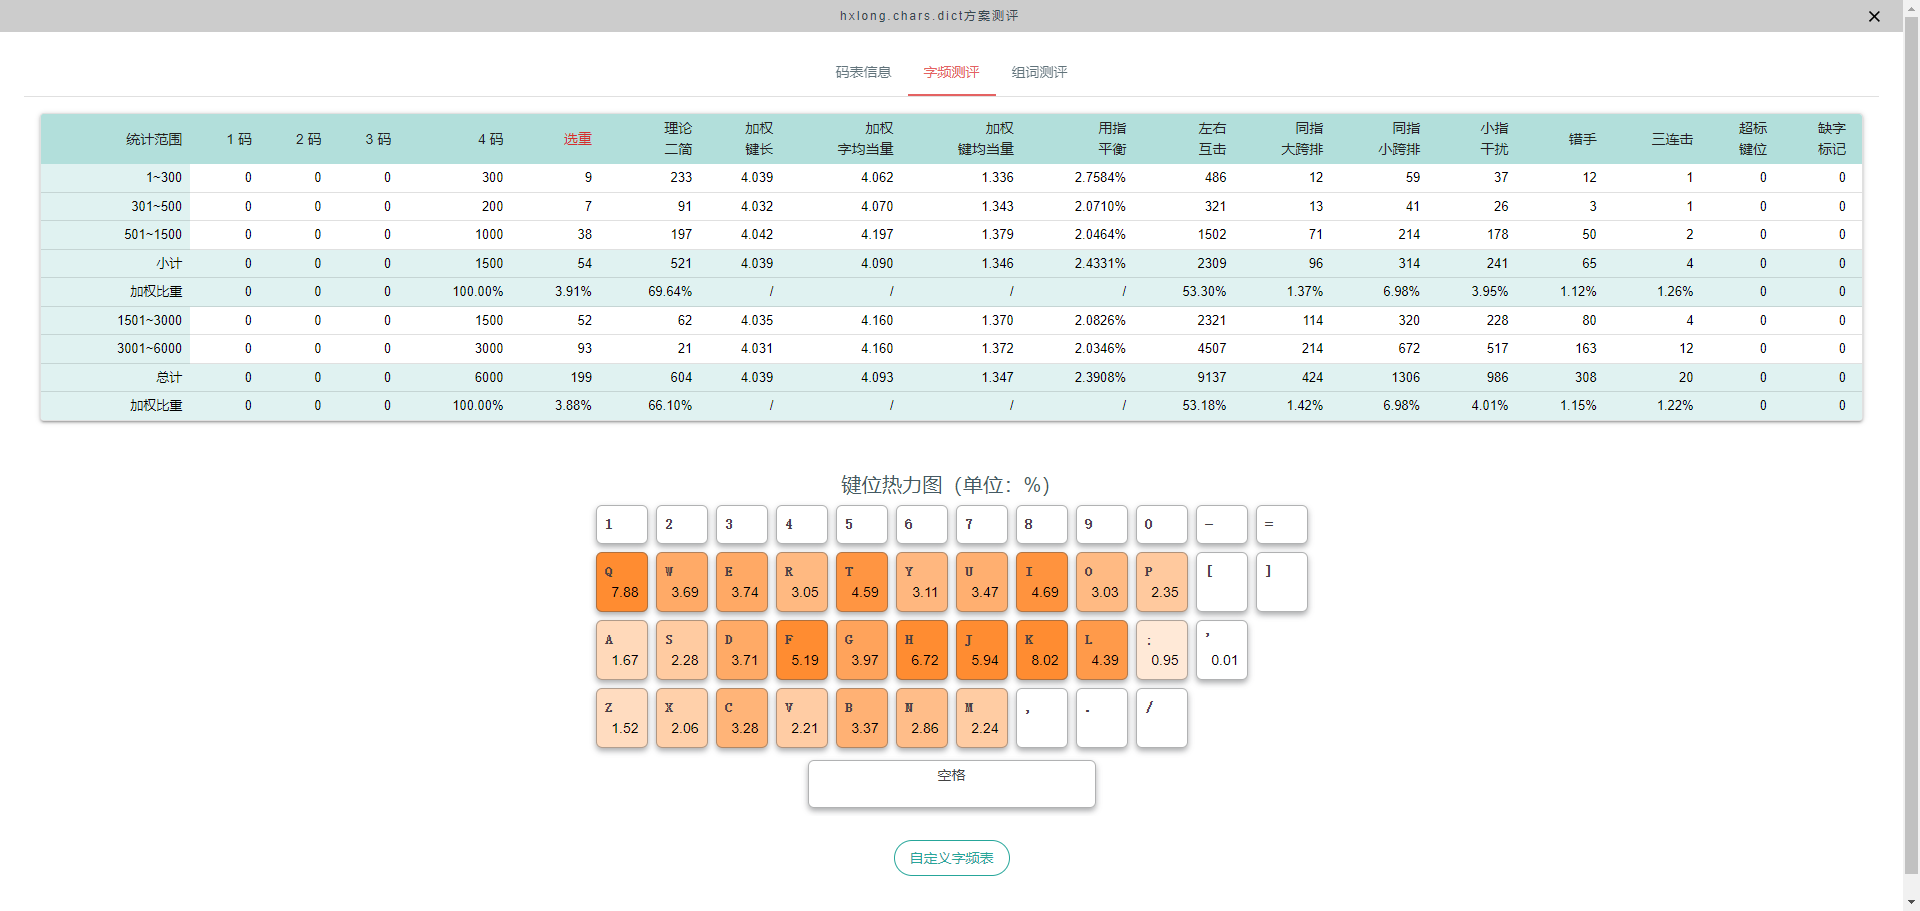 hxlong.chars.dict方案测评
码表信息 字频测评 组词测评
统计范围 1 码 2 码 3 码 4 码 选重 理论二简 加权键长 加权字均当量 加权键均当量 用指平衡 左右互击 同指大跨排 同指小跨排 小指干扰 错手 三连击 超标键位 缺字标记
1~300 0 0 0 300 9 233 4.039 4.062 1.336 2.7584% 486 12 59 37 12 1 0 0
301~500 0 0 0 200 7 91 4.032 4.070 1.343 2.0710% 321 13 41 26 3 1 0 0
501~1500 0 0 0 1000 38 197 4.042 4.197 1.379 2.0464% 1502 71 214 178 50 2 0 0
小计 0 0 0 1500 54 521 4.039 4.090 1.346 2.4331% 2309 96 314 241 65 4 0 0
加权比重 0 0 0 100.00% 3.91% 69.64% / / / / 53.30% 1.37% 6.98% 3.95% 1.12% 1.26% 0 0
1501~3000 0 0 0 1500 52 62 4.035 4.160 1.370 2.0826% 2321 114 320 228 80 4 0 0
3001~6000 0 0 0 3000 93 21 4.031 4.160 1.372 2.0346% 4507 214 672 517 163 12 0 0
总计 0 0 0 6000 199 604 4.039 4.093 1.347 2.3908% 9137 424 1306 986 308 20 0 0
加权比重 0 0 0 100.00% 3.88% 66.10% / / / / 53.18% 1.42% 6.98% 4.01% 1.15% 1.22% 0 0
键位热力图（单位：%）
1 2 3 4 5 6 7 8 9 0 - =
Q W E R T Y U I O P [ ]
7.88 3.69 3.74 3.05 4.59 3.11 3.47 4.69 3.03 2.35
A S D F G H J K L ; '
1.67 2.28 3.71 5.19 3.97 6.72 5.94 8.02 4.39 0.95 0.01
Z X C V B N M , . /
1.52 2.06 3.28 2.21 3.37 2.86 2.24
空格
自定义字频表